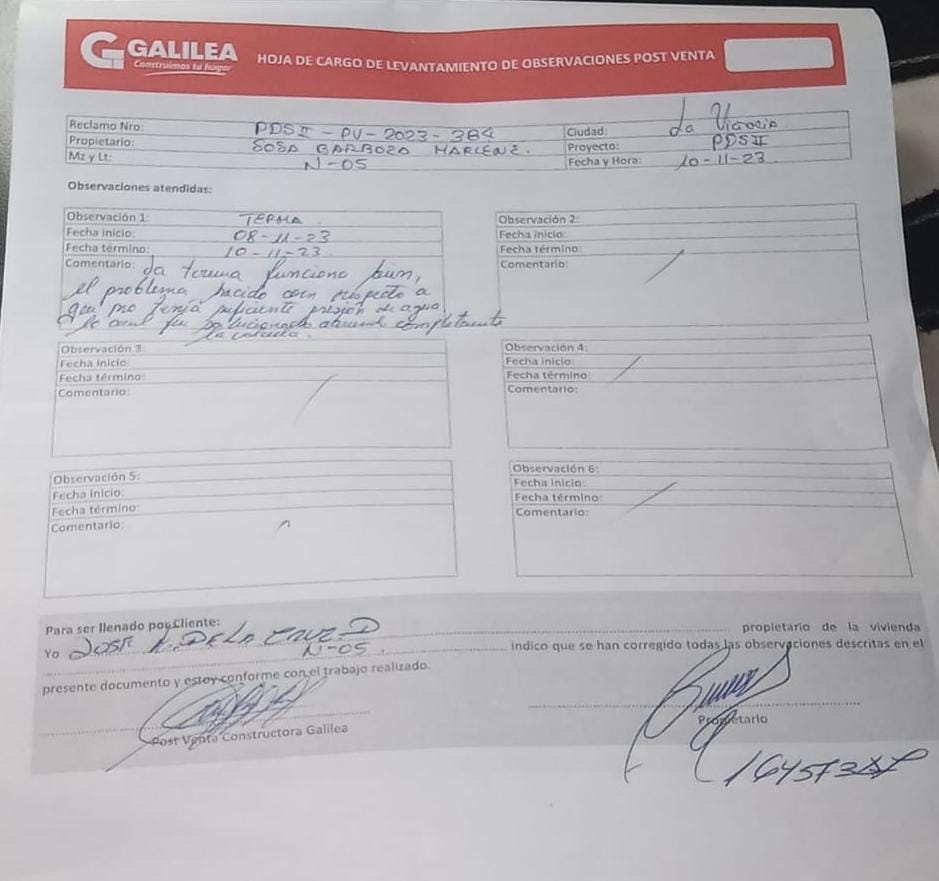 GALILEA
Construimos tu hogar
HOJA DE CARGO DE LEVANTAMIENTO DE OBSERVACIONES POST VENTA
Reclamo Nro: PDSII-PV-2023-384
Ciudad: La Victoria
Propietario: SOSA BARBOZA MARLENE.
Proyecto: PDSII
Mz y Lt: N-05
Fecha y Hora: 10-11-23
Observaciones atendidas:
Observación 1: TERMA
Fecha inicio: 08-11-23
Fecha término: 10-11-23
Comentario: La terma funciona bien,
el problema con respecto a
que no tenía suficiente presión de agua
lo cual fue solucionado completamente
Observación 2:
Fecha inicio:
Fecha término:
Comentario:
Observación 3:
Fecha inicio:
Fecha término:
Comentario:
Observación 4:
Fecha inicio:
Fecha término:
Comentario:
Observación 5:
Fecha inicio:
Fecha término:
Comentario:
Observación 6:
Fecha inicio:
Fecha término:
Comentario:
Para ser llenado por Cliente:
Yo JOSE A. DE LA CRUZ D propietario de la vivienda
N-05 indico que se han corregido todas las observaciones descritas en el
presente documento y estoy conforme con el trabajo realizado.
Post Venta Constructora Galilea
Propietario